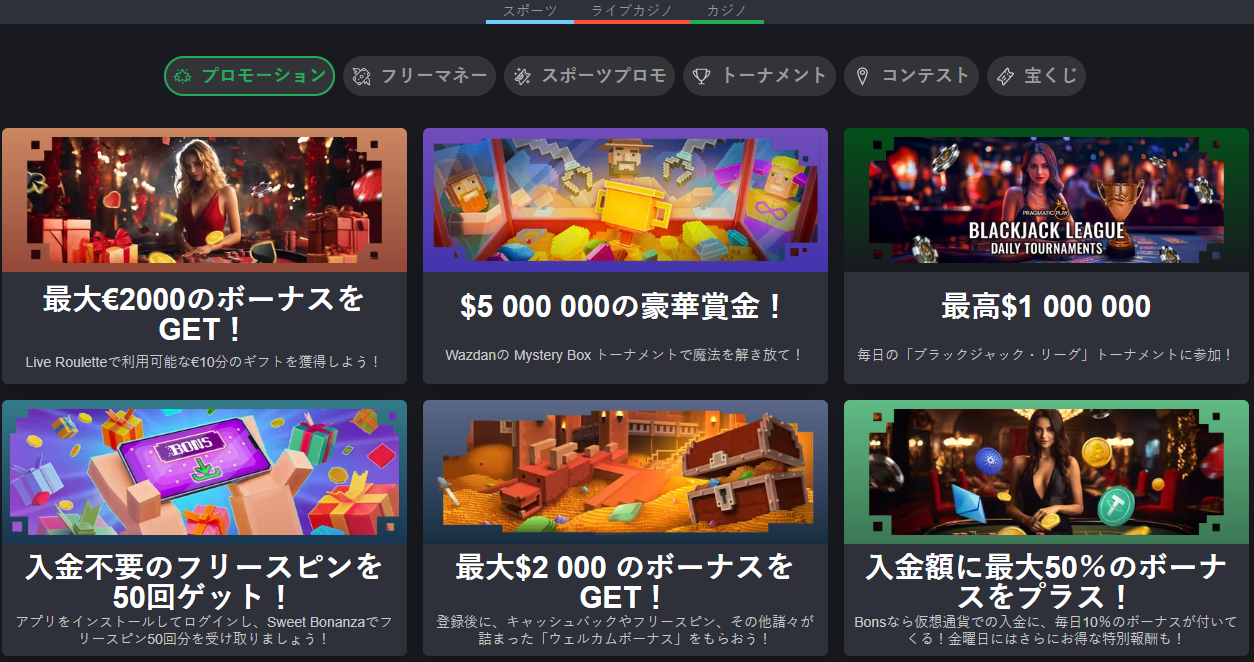 スポーツ ライブカジノ カジノ
プロモーション フリーマネー スポーツプロモ トーナメント コンテスト 宝くじ
PRAGMATIC PLAY
BLACKJACK LEAGUE
DAILY TOURNAMENTS
最大€2000のボーナスを
GET！
Live Rouletteで利用可能な€10分のギフトを獲得しよう！
$5 000 000の豪華賞金！
Wazdanの Mystery Box トーナメントで魔法を解き放て！
最高$1 000 000
毎日の「ブラックジャック・リーグ」トーナメントに参加！
BONS
入金不要のフリースピンを
50回ゲット！
アプリをインストールしてログインし、Sweet Bonanzaでフ
リースピン50回分を受け取りましょう！
最大$2 000 のボーナスを
GET！
登録後に、キャッシュバックやフリースピン、その他諸々が
詰まった「ウェルカムボーナス」をもらおう！
入金額に最大50％のボーナ
スをプラス！
Bonsなら仮想通貨での入金に、毎日10％のボーナスが付いて
くる！金曜日にはさらにお得な特別報酬も！